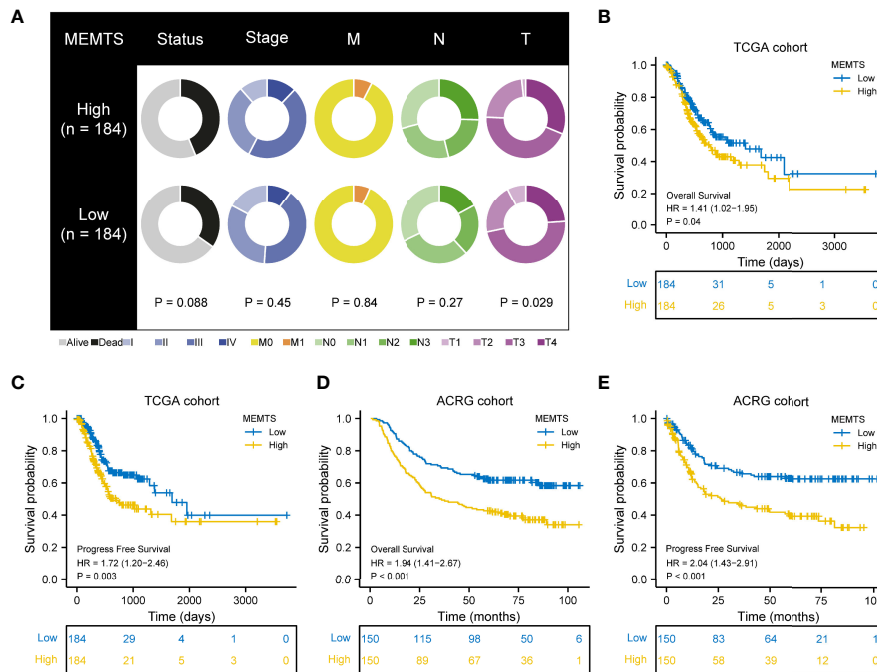 A
MEMTS Status Stage M N T
High
(n = 184)
Low
(n = 184)
P = 0.088 P = 0.45 P = 0.84 P = 0.27 P = 0.029
Alive Dead I II III IV M0 M1 N0 N1 N2 N3 T1 T2 T3 T4
B
TCGA cohort
MEMTS
Low
High
Survival probability
1.0
0.8
0.6
0.4
0.2
0.0
Overall Survival
HR = 1.41 (1.02−1.95)
P = 0.04
0 1000 2000 3000
Time (days)
Low 184 31 5 1 0
High 184 26 5 3 0
C
TCGA cohort
MEMTS
Low
High
Survival probability
1.0
0.8
0.6
0.4
0.2
0.0
Progress Free Survival
HR = 1.72 (1.20−2.46)
P = 0.003
0 1000 2000 3000
Time (days)
Low 184 29 4 1 0
High 184 21 5 3 0
D
ACRG cohort
MEMTS
Low
High
Survival probability
1.0
0.8
0.6
0.4
0.2
0.0
Overall Survival
HR = 1.94 (1.41−2.67)
P < 0.001
0 25 50 75 100
Time (months)
Low 150 115 98 50 6
High 150 89 67 36 1
E
ACRG cohort
MEMTS
Low
High
Survival probability
1.0
0.8
0.6
0.4
0.2
0.0
Progress Free Survival
HR = 2.04 (1.43−2.91)
P < 0.001
0 25 50 75 100
Time (months)
Low 150 83 64 21 1
High 150 58 39 12 0